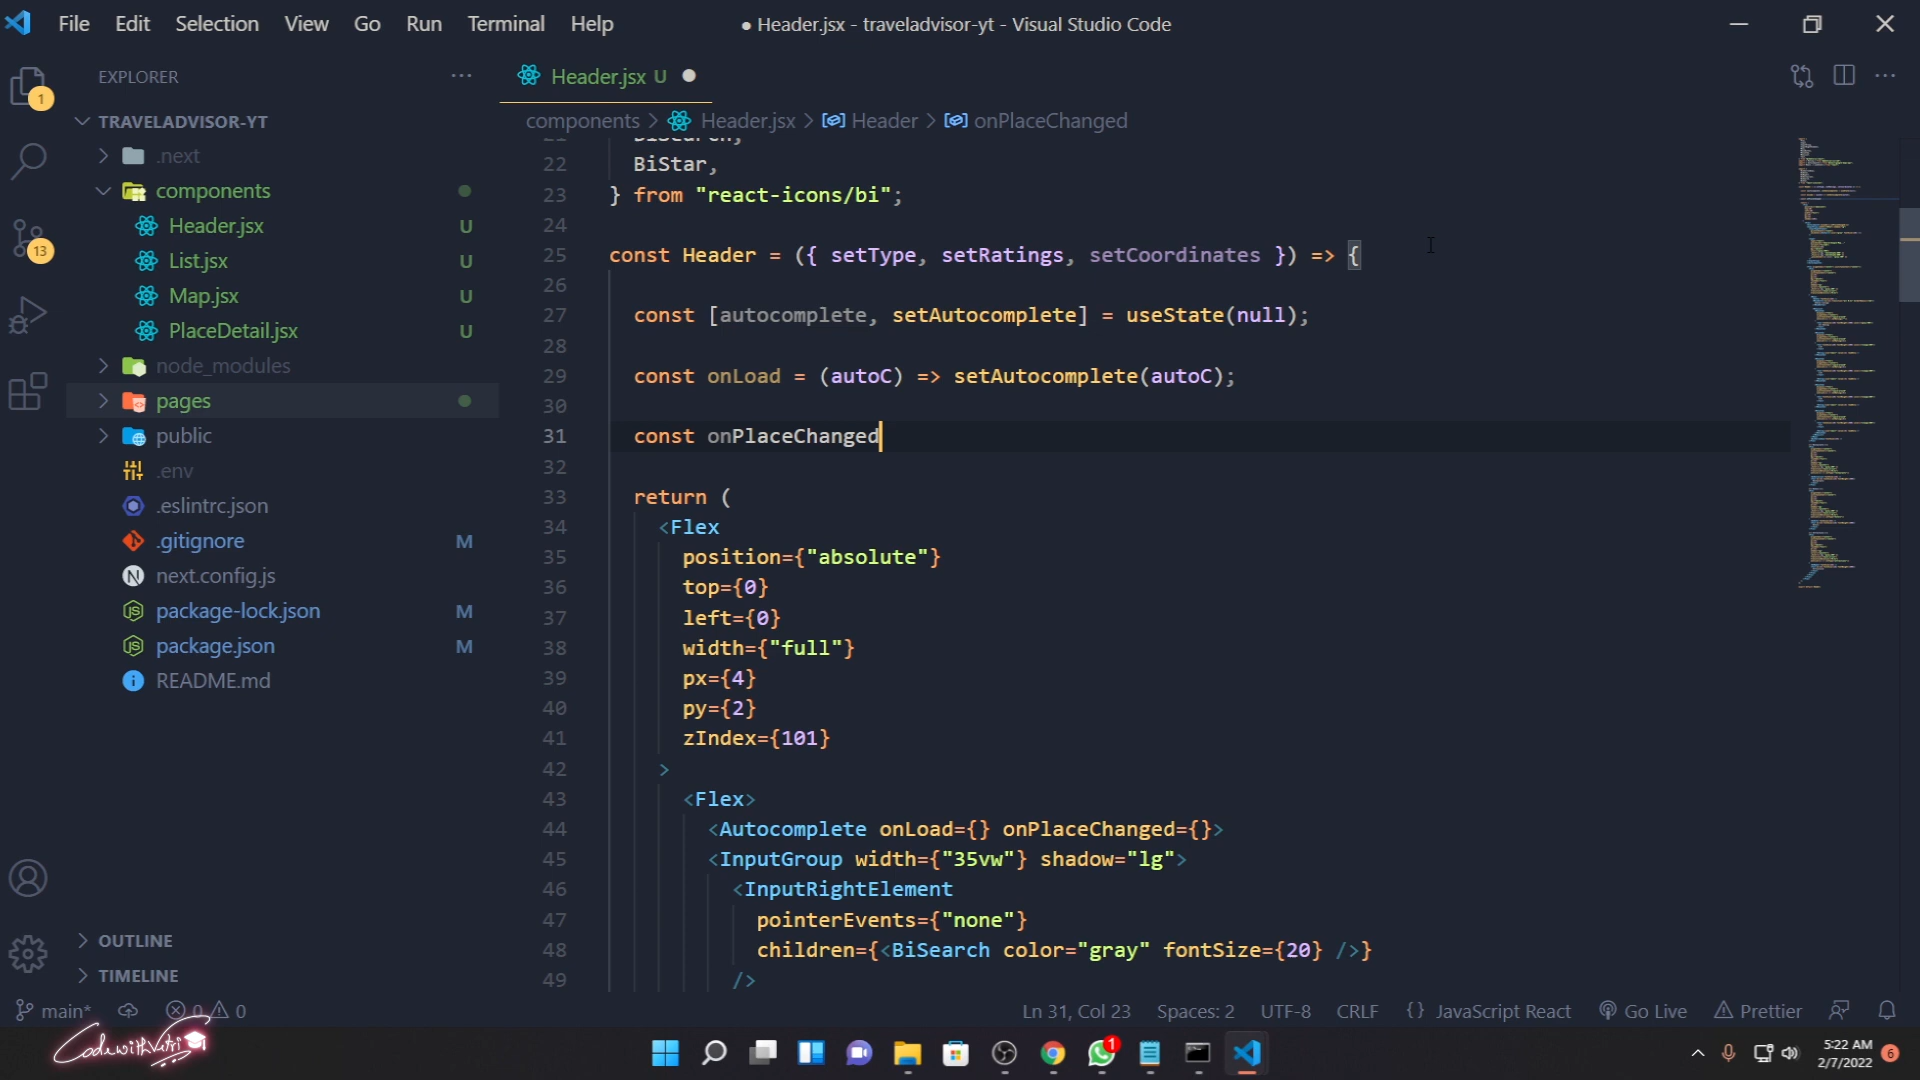 File Edit Selection View Go Run Terminal Help
● Header.jsx - traveladvisor-yt - Visual Studio Code
EXPLORER ...
TRAVELADVISOR-YT
.next
components
Header.jsx U
List.jsx U
Map.jsx U
PlaceDetail.jsx U
node_modules
pages
public
.env
.eslintrc.json
.gitignore M
next.config.js
package-lock.json M
package.json M
README.md
OUTLINE
TIMELINE
1
13
Header.jsx U ●
components > Header.jsx > Header > onPlaceChanged
21 BiSearch,
22 BiStar,
23 } from "react-icons/bi";
24
25 const Header = ({ setType, setRatings, setCoordinates }) => {
26
27 const [autocomplete, setAutocomplete] = useState(null);
28
29 const onLoad = (autoC) => setAutocomplete(autoC);
30
31 const onPlaceChanged
32
33 return (
34 <Flex
35 position={"absolute"}
36 top={0}
37 left={0}
38 width={"full"}
39 px={4}
40 py={2}
41 zIndex={101}
42 >
43 <Flex>
44 <Autocomplete onLoad={} onPlaceChanged={}>
45 <InputGroup width={"35vw"} shadow="lg">
46 <InputRightElement
47 pointerEvents={"none"}
48 children={<BiSearch color="gray" fontSize={20} />}
49 />
main* 0 0
Ln 31, Col 23 Spaces: 2 UTF-8 CRLF {} JavaScript React Go Live Prettier
Codewithvetri
1
5:22 AM
2/7/2022
6